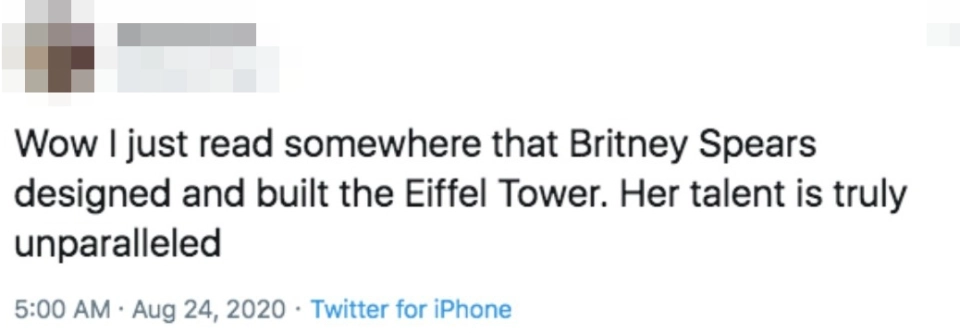 Wow I just read somewhere that Britney Spears
designed and built the Eiffel Tower. Her talent is truly
unparalleled
5:00 AM · Aug 24, 2020 · Twitter for iPhone